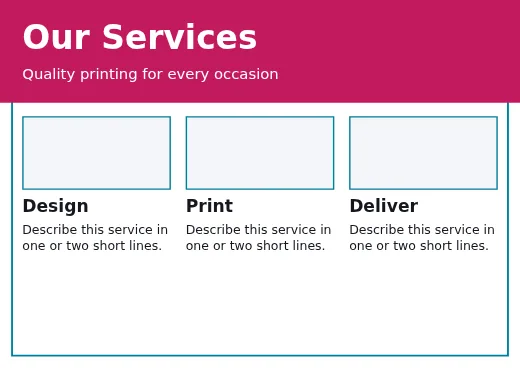 Our Services
Quality printing for every occasion
Design
Describe this service in
one or two short lines.
Print
Describe this service in
one or two short lines.
Deliver
Describe this service in
one or two short lines.